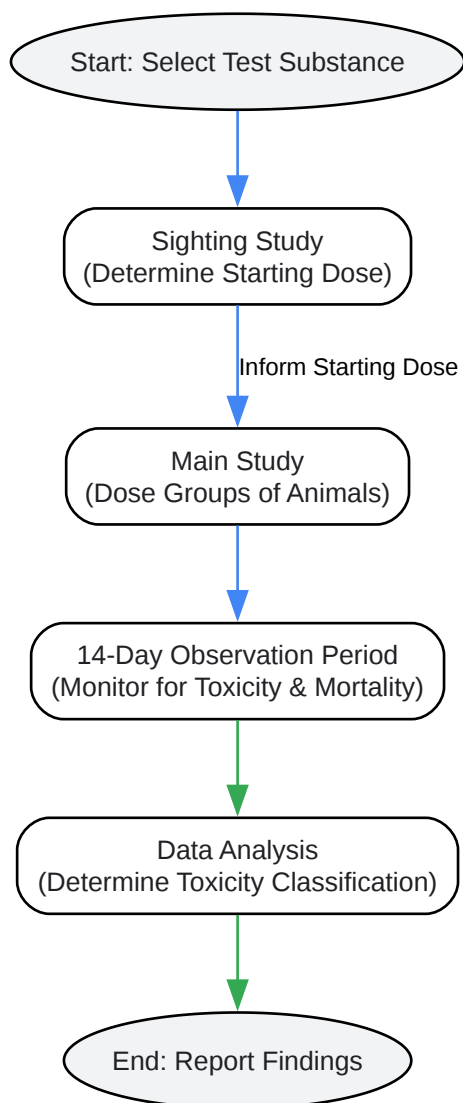 Start: Select Test Substance
Sighting Study
(Determine Starting Dose)
Inform Starting Dose
Main Study
(Dose Groups of Animals)
14-Day Observation Period
(Monitor for Toxicity & Mortality)
Data Analysis
(Determine Toxicity Classification)
End: Report Findings